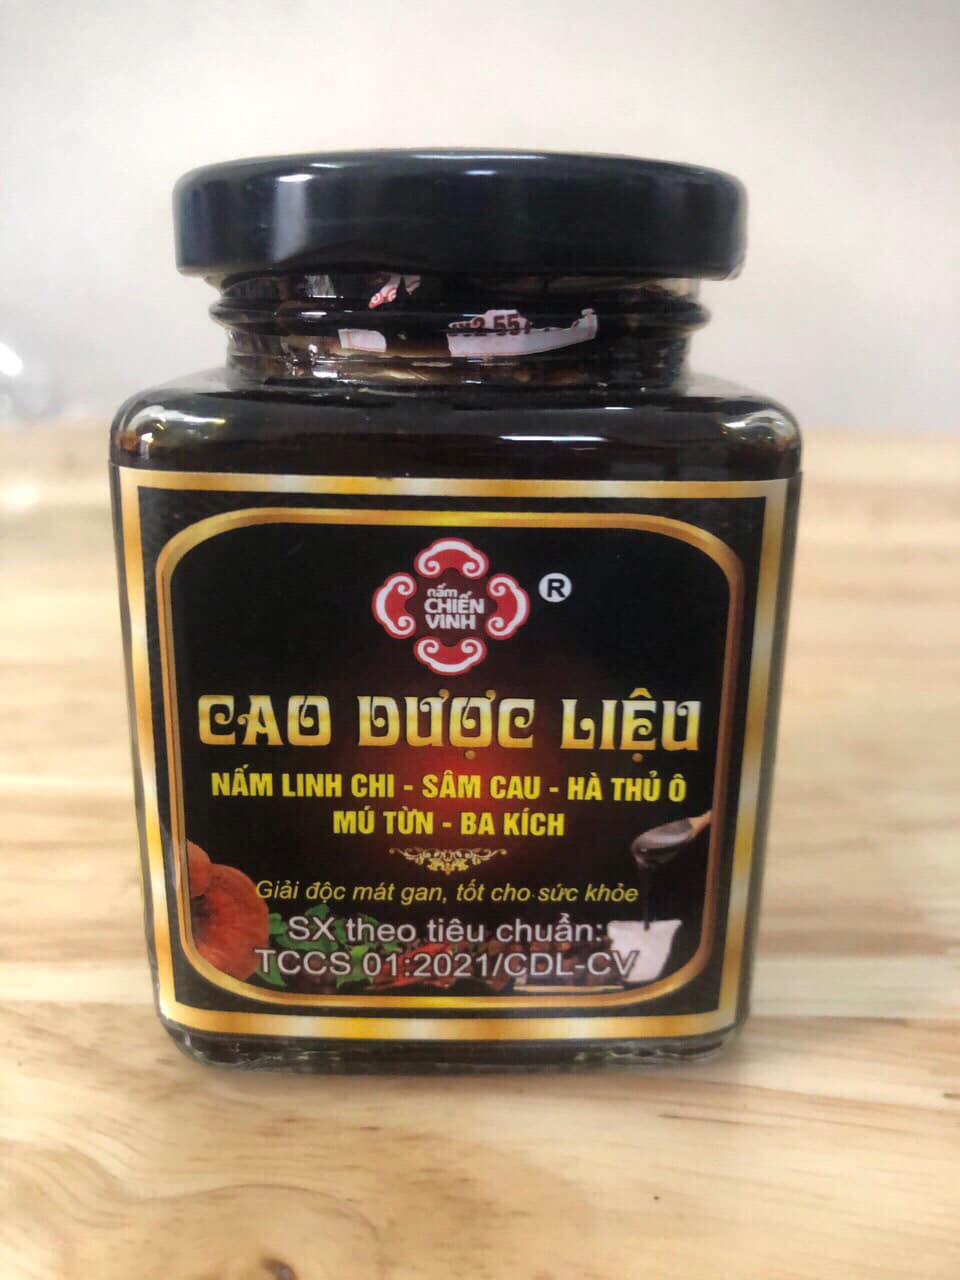 nấm
CHIẾN
VINH
®
CAO DƯỢC LIỆU
NẤM LINH CHI - SÂM CAU - HÀ THỦ Ô
MÚ TỪN - BA KÍCH
Giải độc mát gan, tốt cho sức khỏe
SX theo tiêu chuẩn:
TCCS 01:2021/CDL-CV